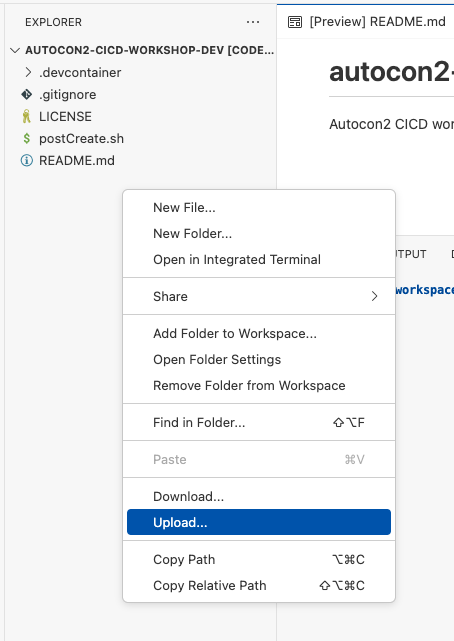 EXPLORER
···
[Preview] README.md
AUTOCON2-CICD-WORKSHOP-DEV [CODE...
.devcontainer
.gitignore
LICENSE
$ postCreate.sh
README.md
autocon2-
Autocon2 CICD wor
New File...
New Folder...
Open in Integrated Terminal
Share
Add Folder to Workspace...
Open Folder Settings
Remove Folder from Workspace
Find in Folder... ⇧⌥F
Paste ⌘V
Download...
Upload...
Copy Path ⌥⌘C
Copy Relative Path ⇧⌥⌘C
TPUT
workspace